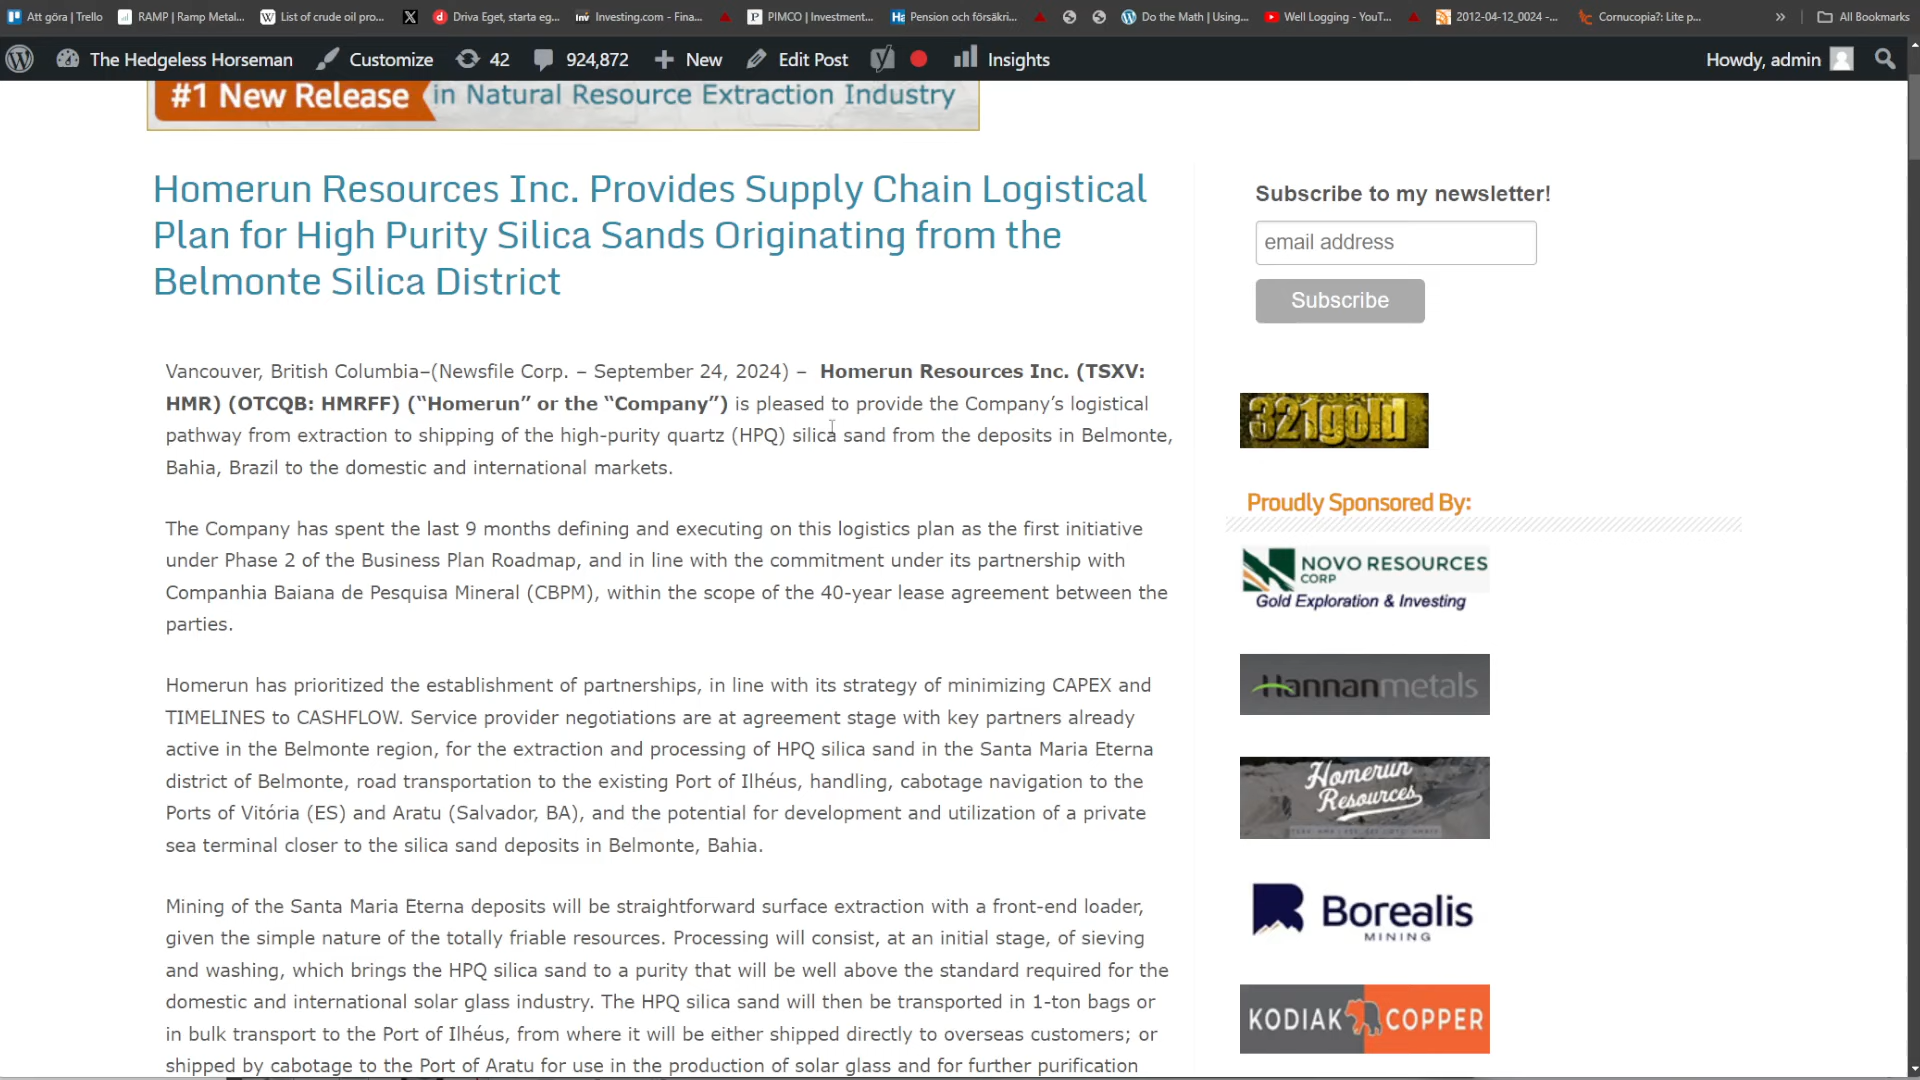 Att göra | Trello
RAMP | Ramp Metal...
List of crude oil pro...
Driva Eget, starta eg...
Investing.com - Fina...
PIMCO | Investment...
Pension och försäkri...
Do the Math | Using...
Well Logging - YouT...
2012-04-12_0024 -...
Cornucopia?: Lite p...
»
All Bookmarks
The Hedgeless Horseman
Customize
42
924,872
New
Edit Post
Insights
Howdy, admin
#1 New Release in Natural Resource Extraction Industry
Homerun Resources Inc. Provides Supply Chain Logistical
Plan for High Purity Silica Sands Originating from the
Belmonte Silica District
Vancouver, British Columbia–(Newsfile Corp. – September 24, 2024) – Homerun Resources Inc. (TSXV:
HMR) (OTCQB: HMRFF) (“Homerun” or the “Company”) is pleased to provide the Company’s logistical
pathway from extraction to shipping of the high-purity quartz (HPQ) silica sand from the deposits in Belmonte,
Bahia, Brazil to the domestic and international markets.
The Company has spent the last 9 months defining and executing on this logistics plan as the first initiative
under Phase 2 of the Business Plan Roadmap, and in line with the commitment under its partnership with
Companhia Baiana de Pesquisa Mineral (CBPM), within the scope of the 40-year lease agreement between the
parties.
Homerun has prioritized the establishment of partnerships, in line with its strategy of minimizing CAPEX and
TIMELINES to CASHFLOW. Service provider negotiations are at agreement stage with key partners already
active in the Belmonte region, for the extraction and processing of HPQ silica sand in the Santa Maria Eterna
district of Belmonte, road transportation to the existing Port of Ilhéus, handling, cabotage navigation to the
Ports of Vitória (ES) and Aratu (Salvador, BA), and the potential for development and utilization of a private
sea terminal closer to the silica sand deposits in Belmonte, Bahia.
Mining of the Santa Maria Eterna deposits will be straightforward surface extraction with a front-end loader,
given the simple nature of the totally friable resources. Processing will consist, at an initial stage, of sieving
and washing, which brings the HPQ silica sand to a purity that will be well above the standard required for the
domestic and international solar glass industry. The HPQ silica sand will then be transported in 1-ton bags or
in bulk transport to the Port of Ilhéus, from where it will be either shipped directly to overseas customers; or
shipped by cabotage to the Port of Aratu for use in the production of solar glass and for further purification
Subscribe to my newsletter!
email address
Subscribe
321gold
Proudly Sponsored By:
NOVO RESOURCES
CORP
Gold Exploration & Investing
Hannanmetals
Homerun
Resources
Borealis
MINING
KODIAK COPPER